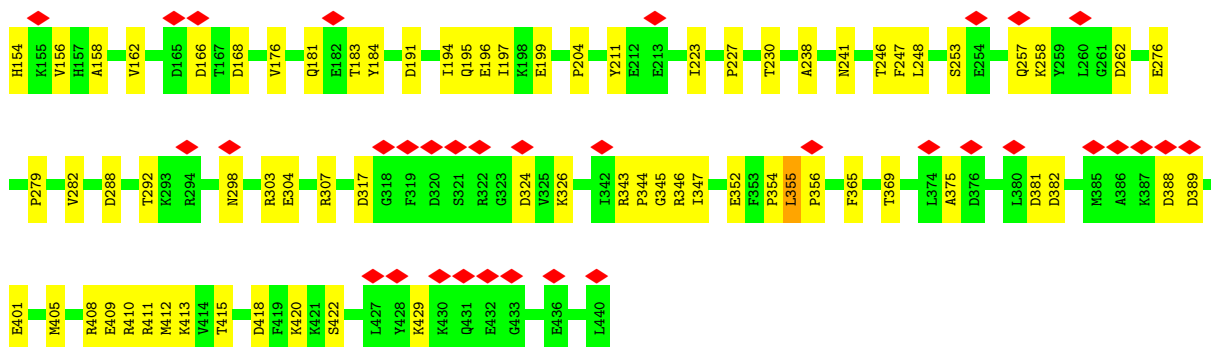 H154 K155 V156 H157 A158 V162 D165 D166 T167 D168 V176 Q181 E182 T183 Y184 D191 I194 Q195 E196 I197 K198 E199 P204 Y211 E212 E213 I223 P227 T230 A238 N241 T246 F247 L248 S253 E254 Q257 K258 Y259 L260 G261 D262 E276
P279 V282 D288 T292 K293 R294 N298 R303 E304 R307 D317 G318 F319 D320 S321 R322 G323 D324 V325 K326 I342 R343 P344 G345 R346 I347 E352 F353 P354 L355 P356 F365 T369 L374 A375 D376 L380 D381 D382 M385 A386 K387 D388 D389
E401 M405 R408 E409 R410 R411 M412 K413 V414 T415 D418 F419 K420 K421 S422 L427 Y428 K429 K430 Q431 E432 G433 E436 L440